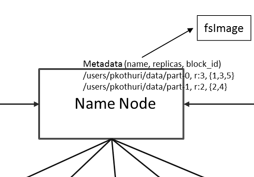 fsImage
Metadata (name, replicas, block_id)
/users/pkothuri/data/part-0, r:3, {1,3,5}
/users/pkothuri/data/part-1, r:2, {2,4}
Name Node